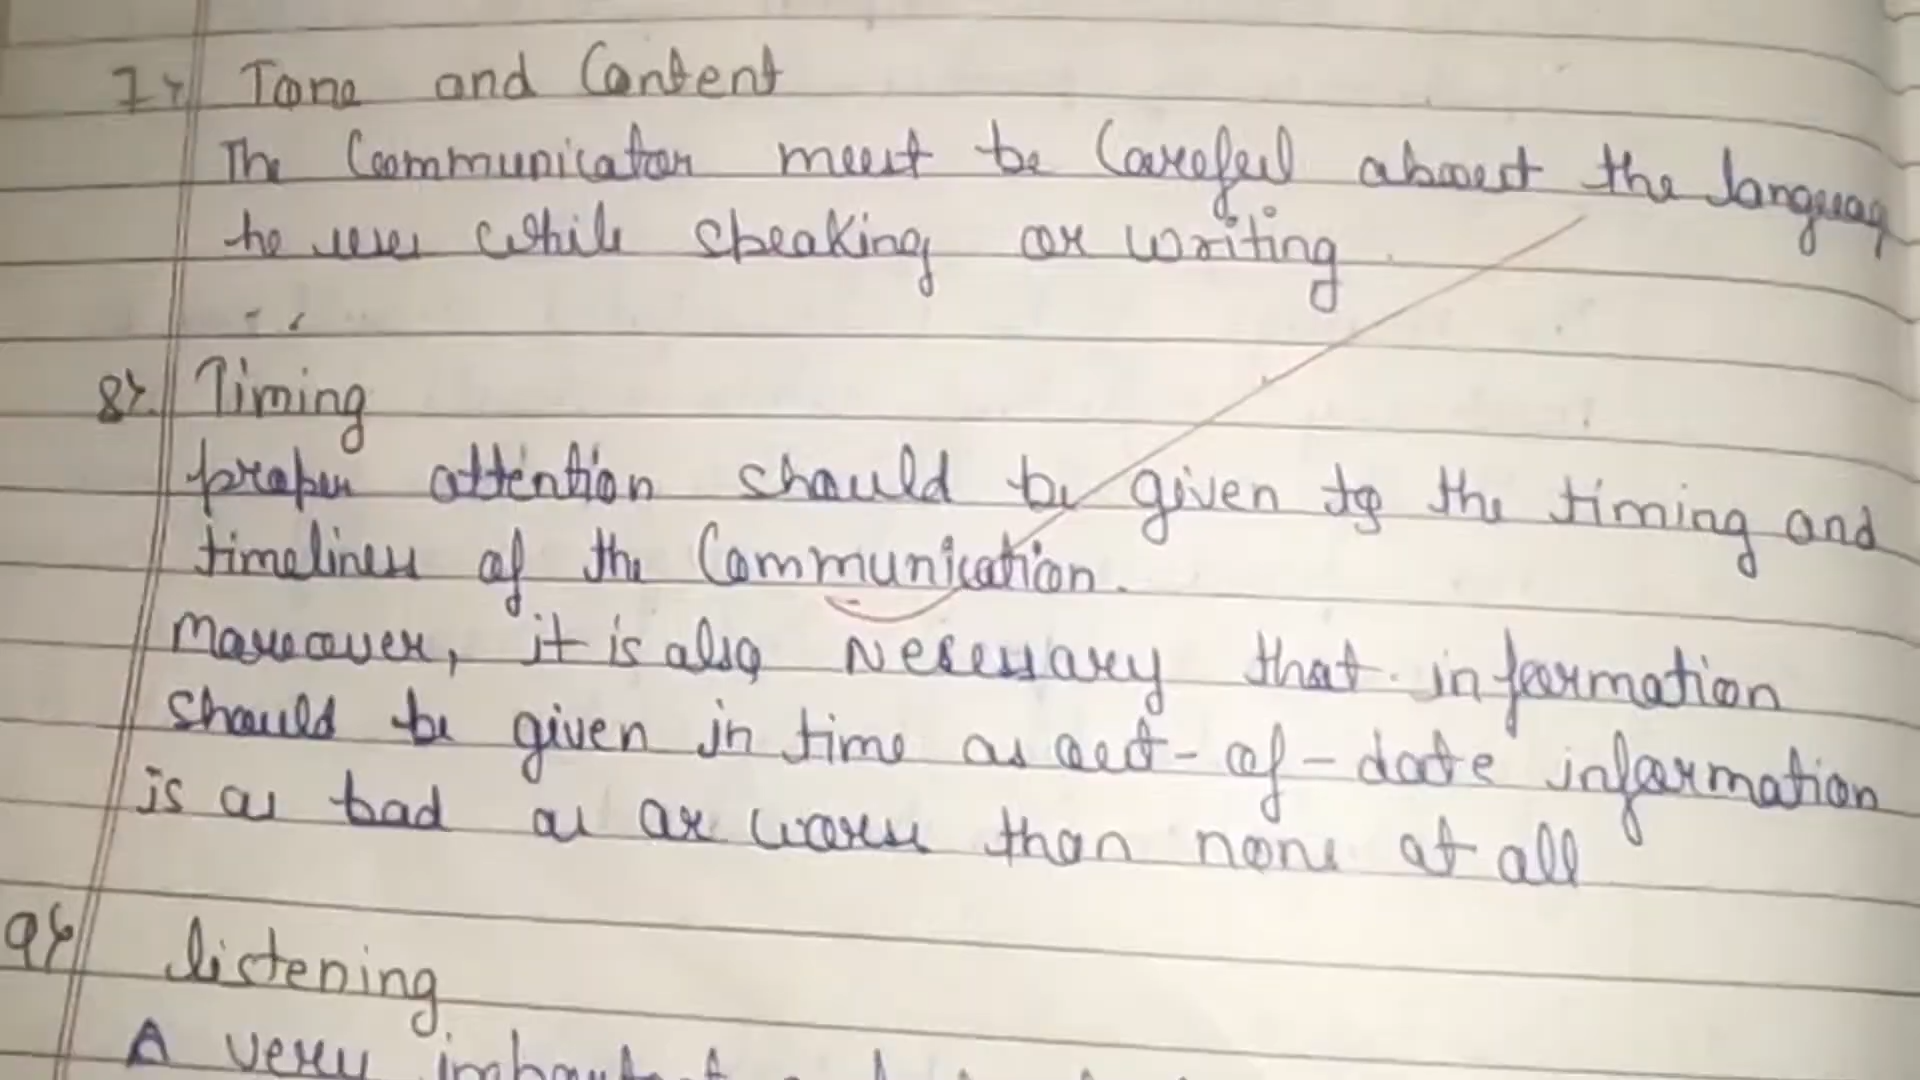 7) Tone and Content
The Communicator must be Careful about the languag
he uses while speaking or writing
8) Timing
proper attention should be given to the timing and
timeliness of the Communication.
Moreover, it is also necessary that information
should be given in time as out-of-date information
is as bad as or worse than none at all
9) listening
A very important